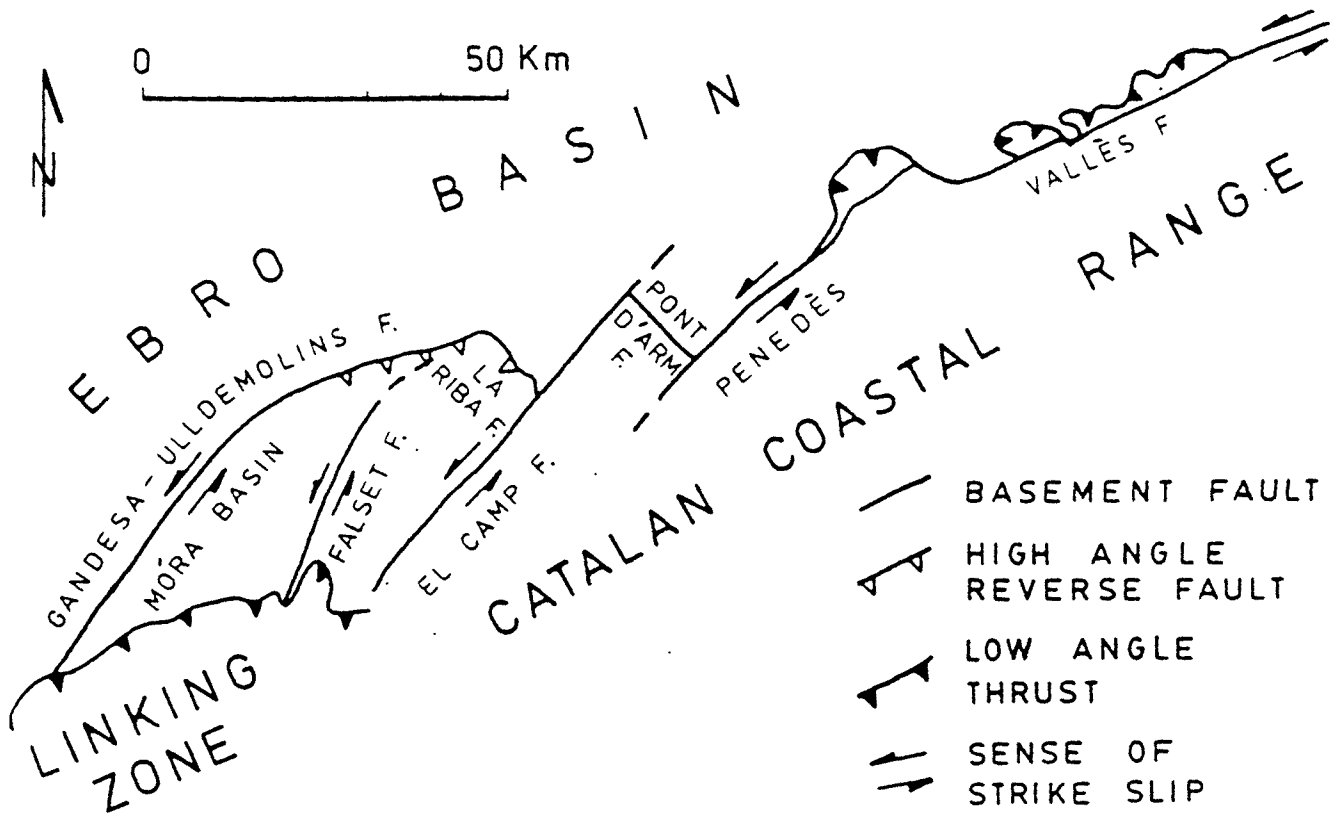 0 50 Km
N
EBRO BASIN
VALLÈS F
CATALAN COASTAL RANGE
PONT
D'ARM
F.
PENEDÈS
GANDESA-ULLDEMOLINS F.
LA
RIBA F.
MÓRA BASIN
FALSET F.
EL CAMP F.
LINKING
ZONE
BASEMENT FAULT
HIGH ANGLE
REVERSE FAULT
LOW ANGLE
THRUST
SENSE OF
STRIKE SLIP